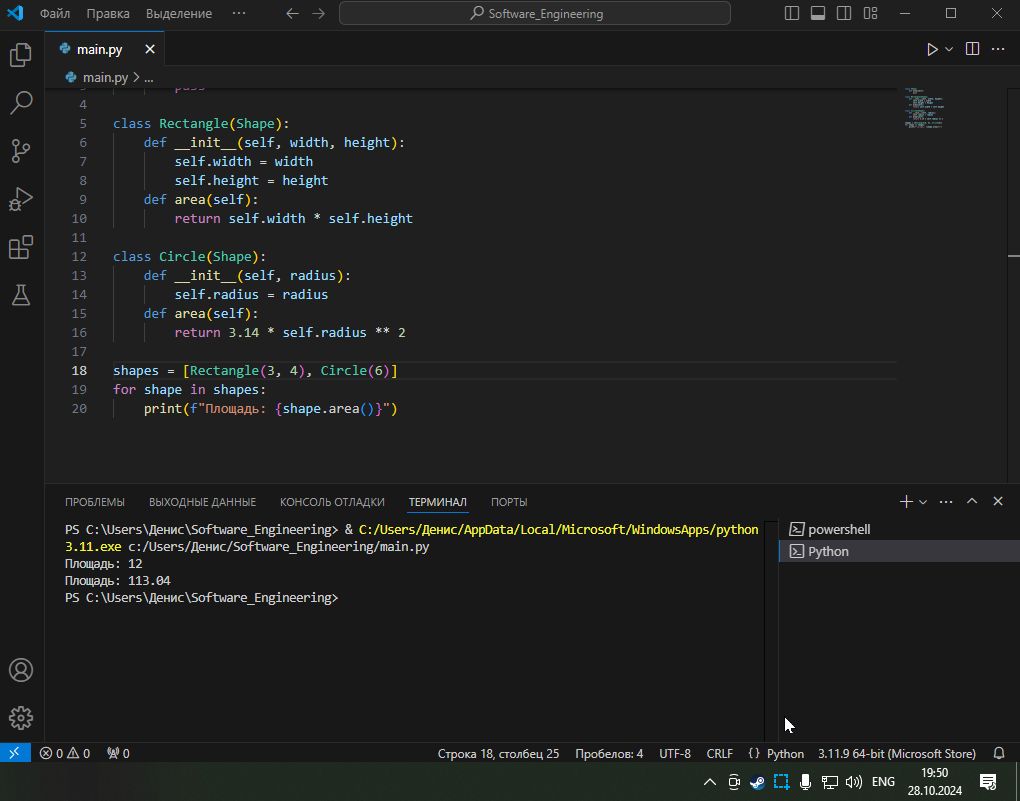 Файл Правка Выделение ··· Software_Engineering
main.py
main.py > ...
4
5 class Rectangle(Shape):
6 def __init__(self, width, height):
7 self.width = width
8 self.height = height
9 def area(self):
10 return self.width * self.height
11
12 class Circle(Shape):
13 def __init__(self, radius):
14 self.radius = radius
15 def area(self):
16 return 3.14 * self.radius ** 2
17
18 shapes = [Rectangle(3, 4), Circle(6)]
19 for shape in shapes:
20 print(f"Площадь: {shape.area()}")
ПРОБЛЕМЫ ВЫХОДНЫЕ ДАННЫЕ КОНСОЛЬ ОТЛАДКИ ТЕРМИНАЛ ПОРТЫ
PS C:\Users\Денис\Software_Engineering> & C:/Users/Денис/AppData/Local/Microsoft/WindowsApps/python
3.11.exe c:/Users/Денис/Software_Engineering/main.py
Площадь: 12
Площадь: 113.04
PS C:\Users\Денис\Software_Engineering>
powershell
Python
0 0 0 Строка 18, столбец 25 Пробелов: 4 UTF-8 CRLF {} Python 3.11.9 64-bit (Microsoft Store)
ENG 19:50
28.10.2024